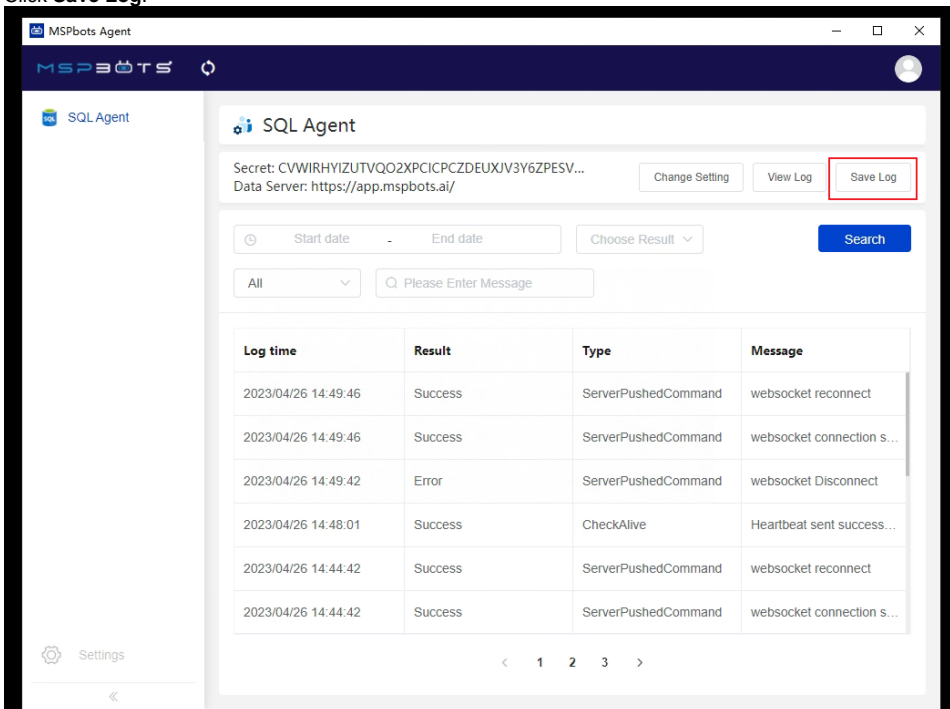 Click Save Log.
MSPbots Agent
MSPBOTS
SQL Agent
SQL Agent
Secret: CVWIRHYIZUTVQO2XPCICPCZDEUXJV3Y6ZPESV...
Data Server: https://app.mspbots.ai/
Change Setting
View Log
Save Log
Start date - End date
Choose Result
Search
All
Please Enter Message
Log time Result Type Message
2023/04/26 14:49:46 Success ServerPushedCommand websocket reconnect
2023/04/26 14:49:46 Success ServerPushedCommand websocket connection s...
2023/04/26 14:49:42 Error ServerPushedCommand websocket Disconnect
2023/04/26 14:48:01 Success CheckAlive Heartbeat sent success...
2023/04/26 14:44:42 Success ServerPushedCommand websocket reconnect
2023/04/26 14:44:42 Success ServerPushedCommand websocket connection s...
Settings
< 1 2 3 >
«